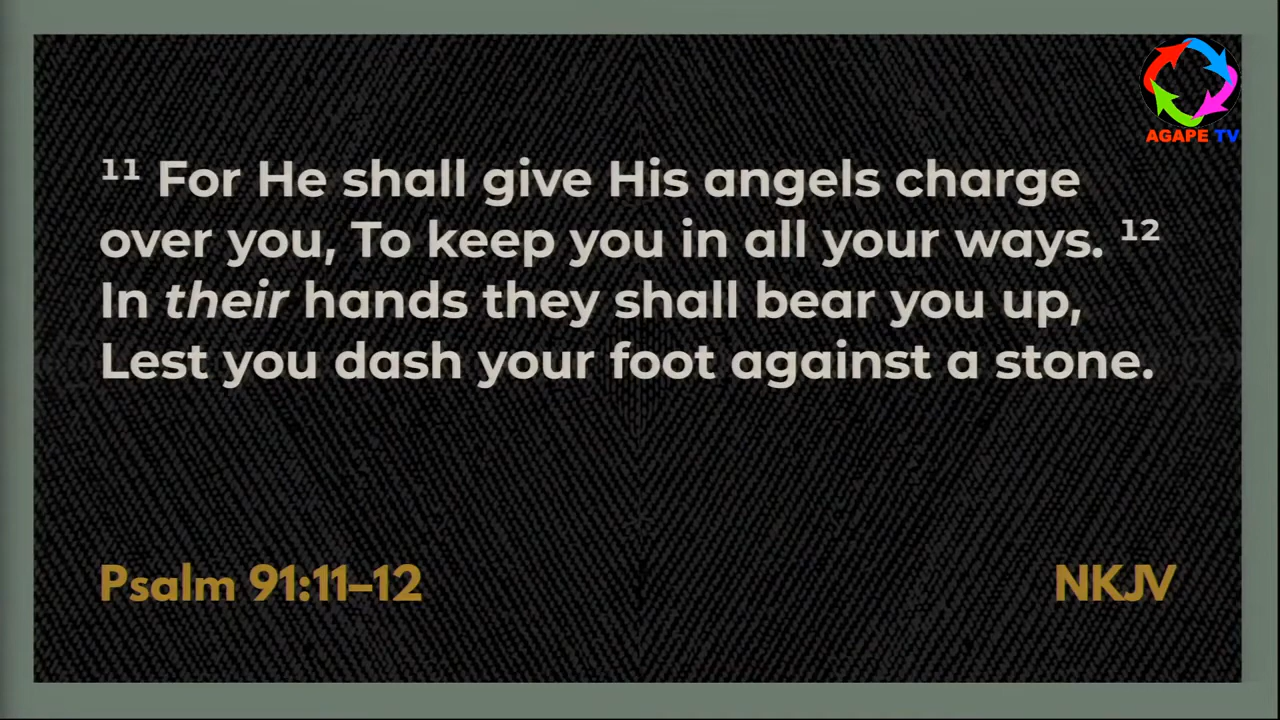 AGAPE TV
¹¹ For He shall give His angels charge
over you, To keep you in all your ways. ¹²
In their hands they shall bear you up,
Lest you dash your foot against a stone.
Psalm 91:11–12
NKJV